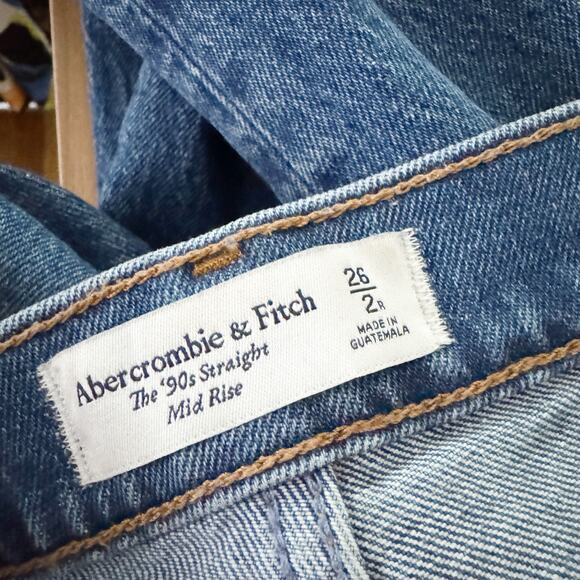 Abercrombie & Fitch
The '90s Straight
Mid Rise
26
2R
MADE IN
GUATEMALA